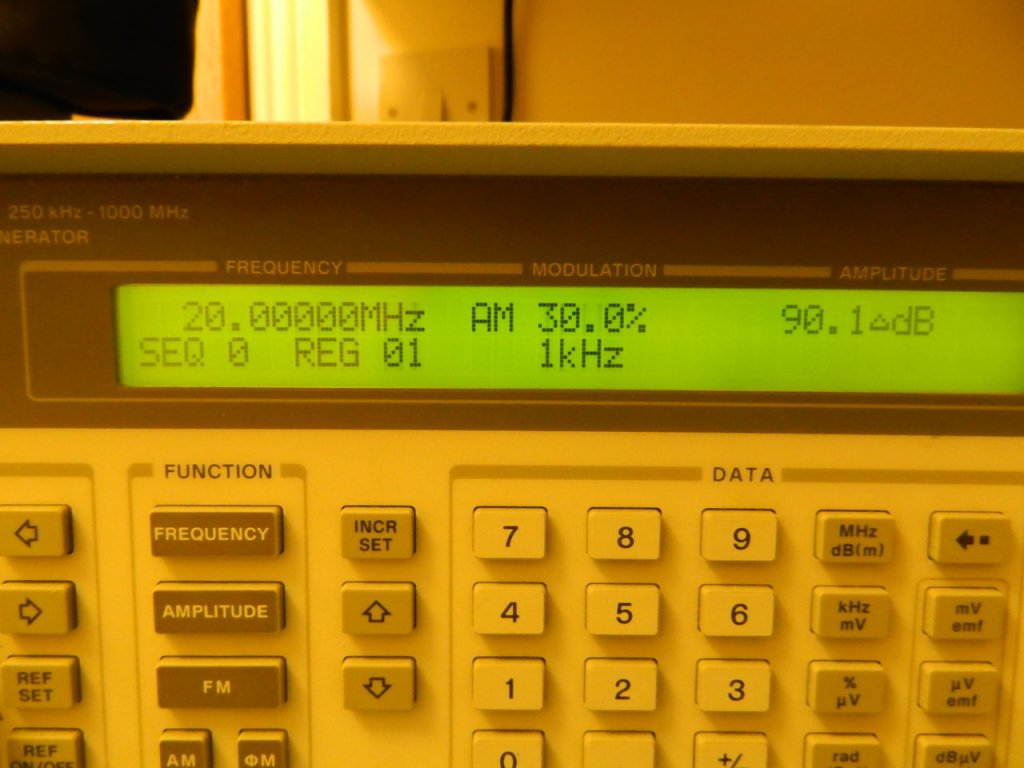 250 kHz - 1000 MHz
NERATOR
FREQUENCY MODULATION AMPLITUDE
20.00000MHz AM 30.0% 90.1△dB
SEQ 0 REG 01 1kHz
FUNCTION
DATA
FREQUENCY
INCR
SET
7 8 9
MHz
dB(m)
AMPLITUDE
4 5 6
kHz
mV
mV
emf
REF
SET
FM
1 2 3
%
μV
μV
emf
REF
ON/OFF
AM ΦM
0
+/-
rad
dBμV